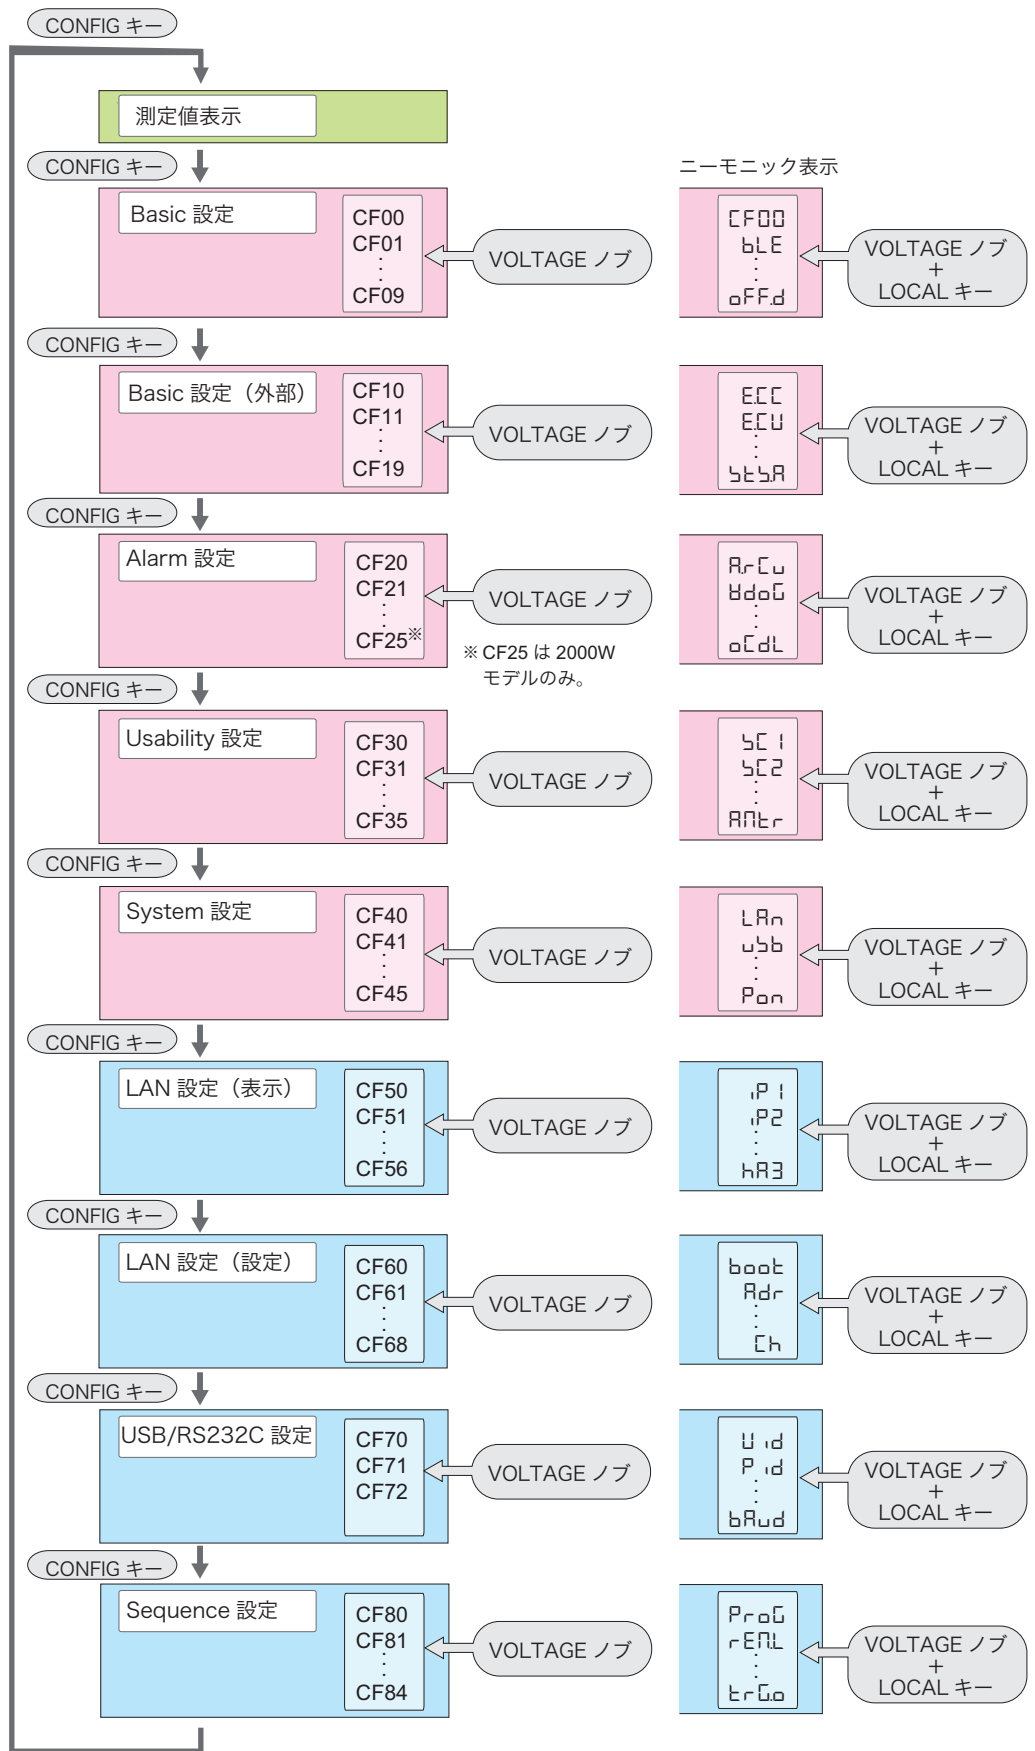 CONFIG キー
測定値表示
CONFIG キー
ニーモニック表示
Basic 設定
CF00
CF01
:
CF09
VOLTAGE ノブ
CF00
bLE
:
oFF.d
VOLTAGE ノブ
+
LOCAL キー
CONFIG キー
Basic 設定（外部）
CF10
CF11
:
CF19
VOLTAGE ノブ
E.CC
E.CU
:
StS.A
VOLTAGE ノブ
+
LOCAL キー
CONFIG キー
Alarm 設定
CF20
CF21
:
CF25※
VOLTAGE ノブ
※ CF25 は 2000W
モデルのみ。
A.rCu
:
oCdL
VOLTAGE ノブ
+
LOCAL キー
CONFIG キー
Usability 設定
CF30
CF31
:
CF35
VOLTAGE ノブ
SC1
SC2
:
AMtr
VOLTAGE ノブ
+
LOCAL キー
CONFIG キー
System 設定
CF40
CF41
:
CF45
VOLTAGE ノブ
LAn
uSb
:
Pon
VOLTAGE ノブ
+
LOCAL キー
CONFIG キー
LAN 設定（表示）
CF50
CF51
:
CF56
VOLTAGE ノブ
iP1
iP2
:
hA3
VOLTAGE ノブ
+
LOCAL キー
CONFIG キー
LAN 設定（設定）
CF60
CF61
:
CF68
VOLTAGE ノブ
boot
Adr
:
Ch
VOLTAGE ノブ
+
LOCAL キー
CONFIG キー
USB/RS232C 設定
CF70
CF71
CF72
VOLTAGE ノブ
U id
P id
:
bAud
VOLTAGE ノブ
+
LOCAL キー
CONFIG キー
Sequence 設定
CF80
CF81
:
CF84
VOLTAGE ノブ
ProG
rEM.L
:
trG.o
VOLTAGE ノブ
+
LOCAL キー